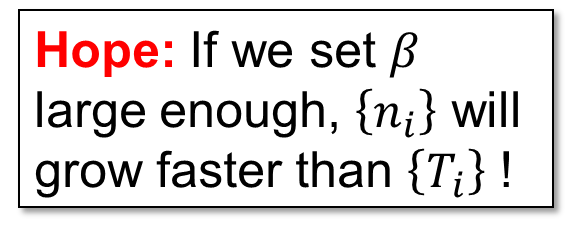 Hope: If we set 𝛽
large enough, {𝑛ᵢ} will
grow faster than {𝑇ᵢ} !